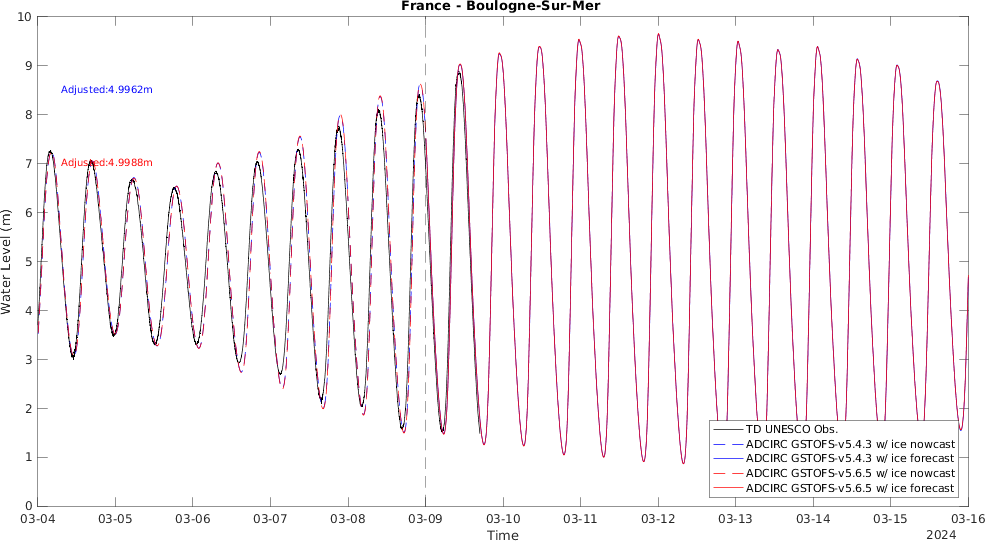 France - Boulogne-Sur-Mer
10
9
8
7
6
5
4
3
2
1
0
Water Level (m)
Adjusted:4.9962m
Adjusted:4.9988m
TD UNESCO Obs.
ADCIRC GSTOFS-v5.4.3 w/ ice nowcast
ADCIRC GSTOFS-v5.4.3 w/ ice forecast
ADCIRC GSTOFS-v5.6.5 w/ ice nowcast
ADCIRC GSTOFS-v5.6.5 w/ ice forecast
03-04 03-05 03-06 03-07 03-08 03-09 03-10 03-11 03-12 03-13 03-14 03-15 03-16
Time
2024